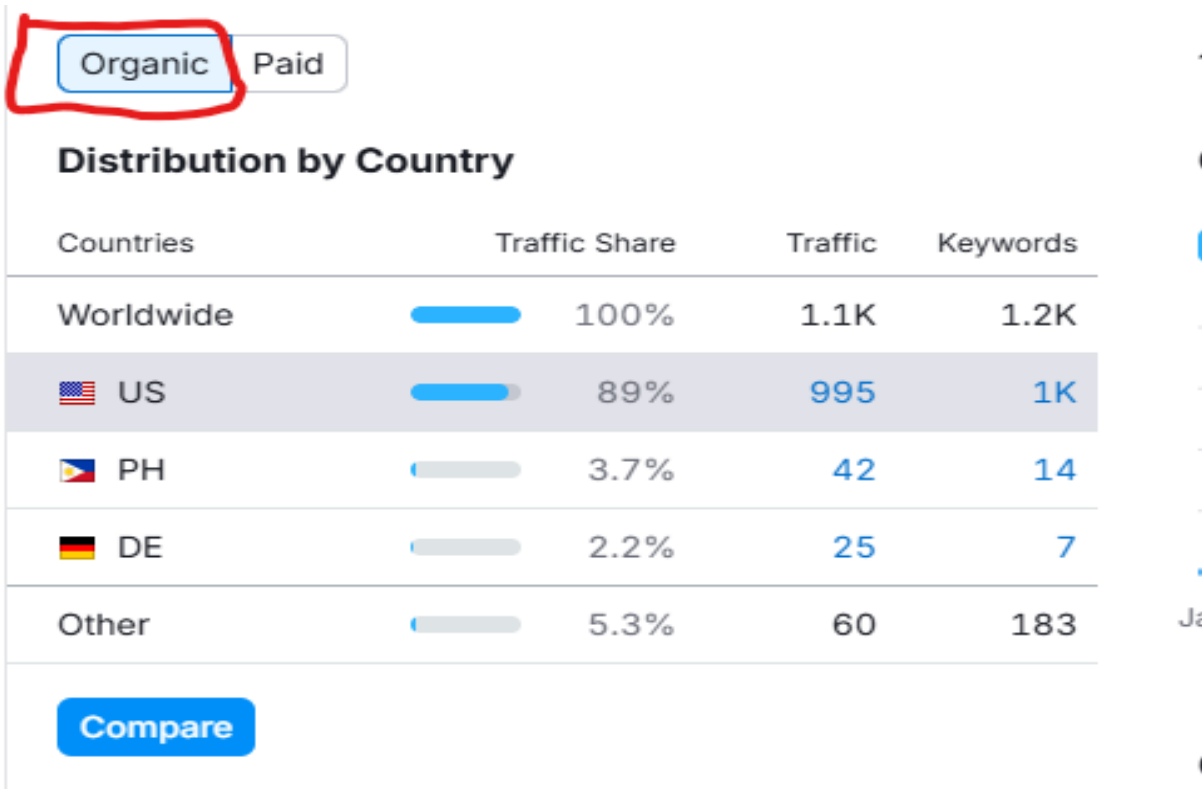 Organic Paid
Distribution by Country
Countries Traffic Share Traffic Keywords
Worldwide 100% 1.1K 1.2K
US 89% 995 1K
PH 3.7% 42 14
DE 2.2% 25 7
Other 5.3% 60 183
Compare